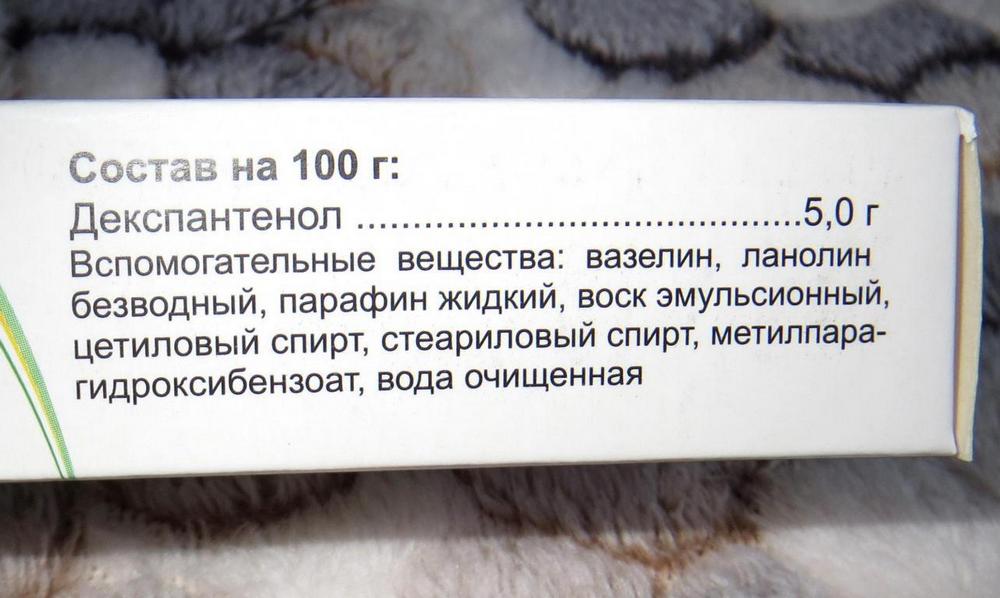 Состав на 100 г:
Декспантенол .......................................5,0 г
Вспомогательные вещества: вазелин, ланолин
безводный, парафин жидкий, воск эмульсионный,
цетиловый спирт, стеариловый спирт, метилпара-
гидроксибензоат, вода очищенная